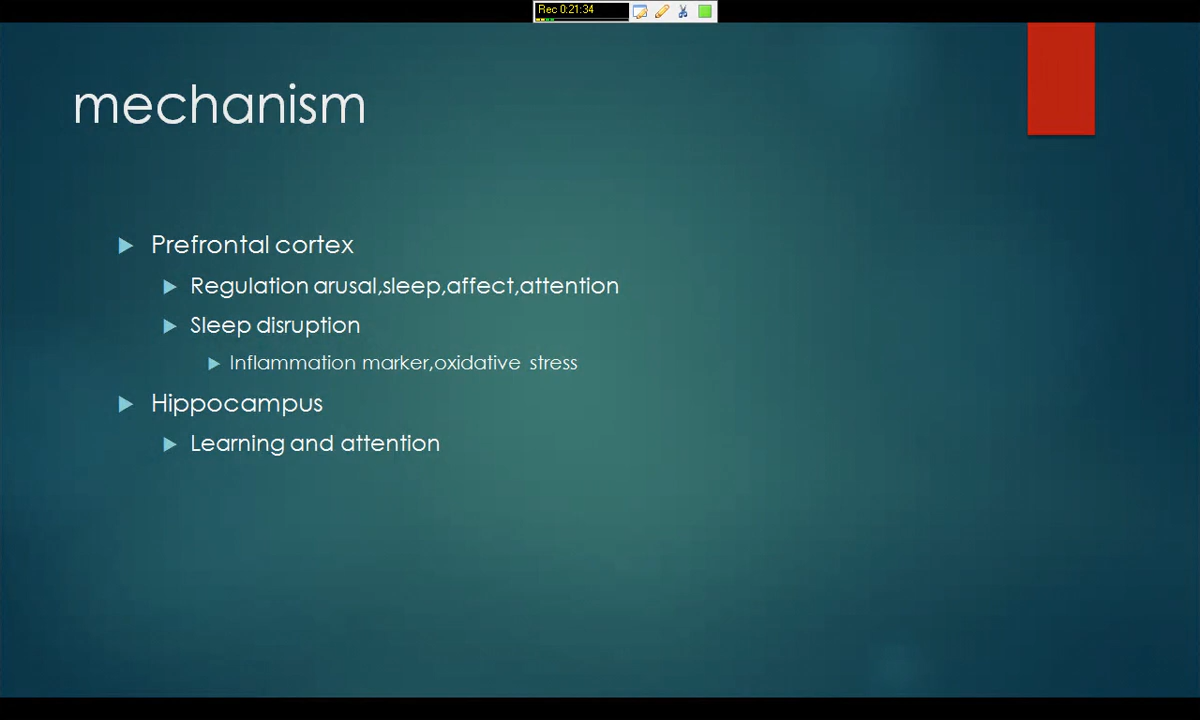 Rec 0:21:34
mechanism
Prefrontal cortex
Regulation arusal,sleep,affect,attention
Sleep disruption
Inflammation marker,oxidative stress
Hippocampus
Learning and attention